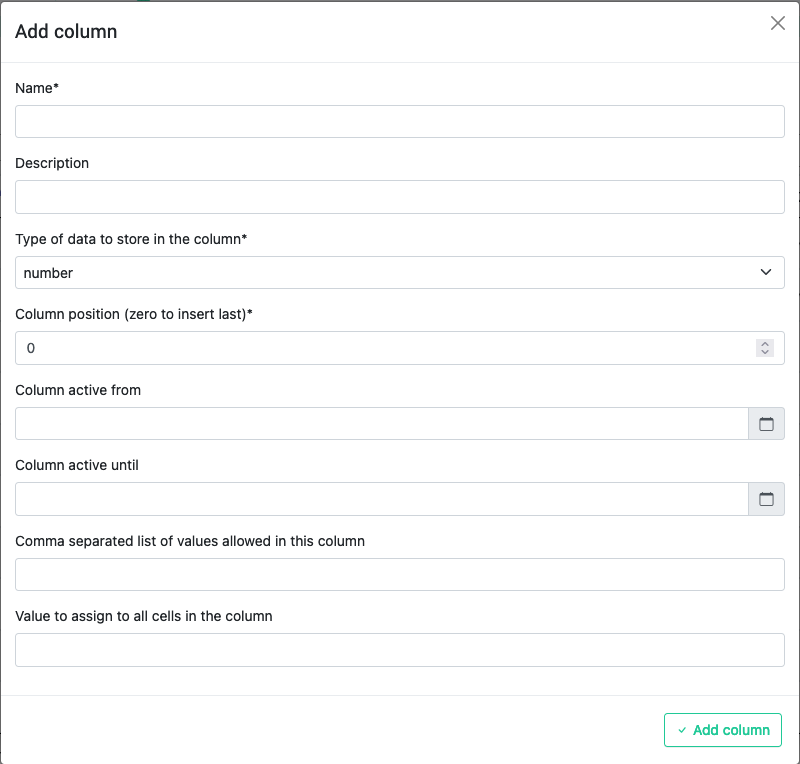 Add column
Name*
Description
Type of data to store in the column*
number
Column position (zero to insert last)*
0
Column active from
Column active until
Comma separated list of values allowed in this column
Value to assign to all cells in the column
Add column